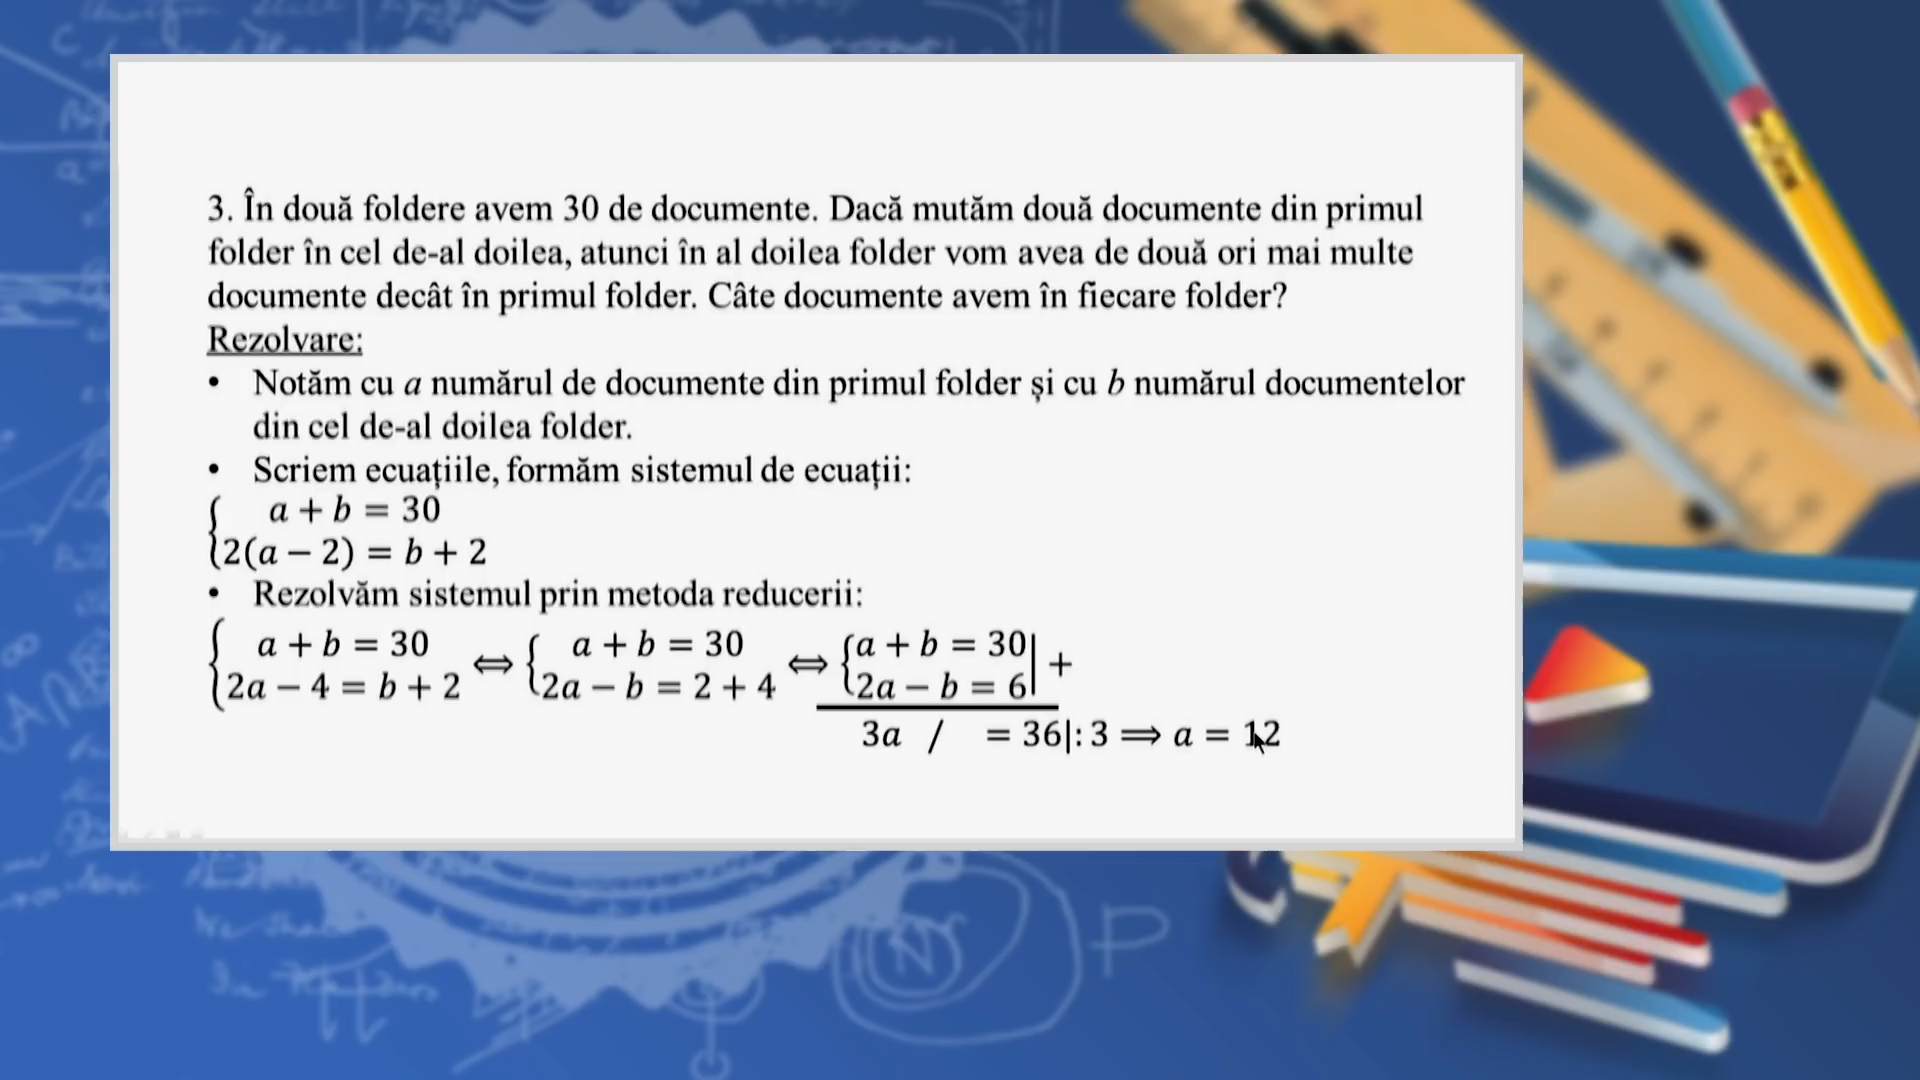 3. În două foldere avem 30 de documente. Dacă mutăm două documente din primul
folder în cel de-al doilea, atunci în al doilea folder vom avea de două ori mai multe
documente decât în primul folder. Câte documente avem în fiecare folder?
Rezolvare:
• Notăm cu a numărul de documente din primul folder și cu b numărul documentelor
din cel de-al doilea folder.
• Scriem ecuațiile, formăm sistemul de ecuații:
{ a + b = 30
2(a − 2) = b + 2
• Rezolvăm sistemul prin metoda reducerii:
{ a + b = 30 ⇔ { a + b = 30 ⇔ { a + b = 30| +
2a − 4 = b + 2 2a − b = 2 + 4 2a − b = 6|
3a / = 36|: 3 ⟹ a = 12
P